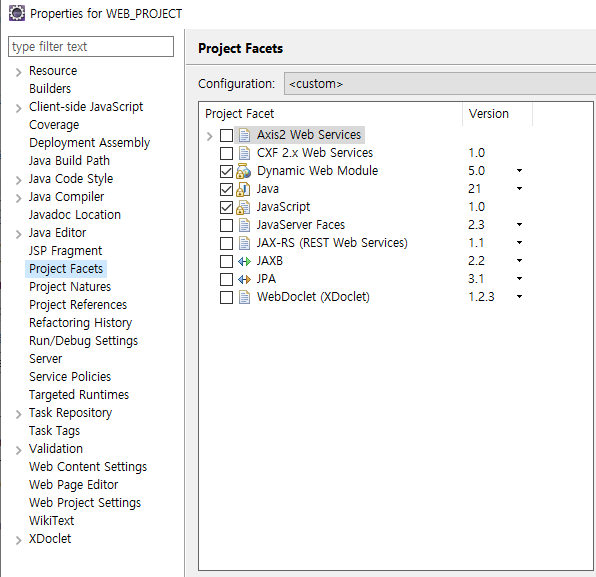 Properties for WEB_PROJECT
type filter text
Resource
Builders
Client-side JavaScript
Coverage
Deployment Assembly
Java Build Path
Java Code Style
Java Compiler
Javadoc Location
Java Editor
JSP Fragment
Project Facets
Project Natures
Project References
Refactoring History
Run/Debug Settings
Server
Service Policies
Targeted Runtimes
Task Repository
Task Tags
Validation
Web Content Settings
Web Page Editor
Web Project Settings
WikiText
XDoclet
Project Facets
Configuration: <custom>
Project Facet Version
Axis2 Web Services
CXF 2.x Web Services 1.0
Dynamic Web Module 5.0
Java 21
JavaScript 1.0
JavaServer Faces 2.3
JAX-RS (REST Web Services) 1.1
JAXB 2.2
JPA 3.1
WebDoclet (XDoclet) 1.2.3